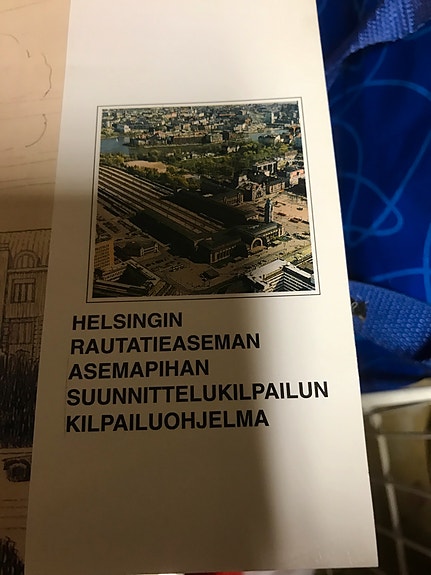 HELSINGIN
RAUTATIEASEMAN
ASEMAPIHAN
SUUNNITTELUKILPAILUN
KILPAILUOHJELMA